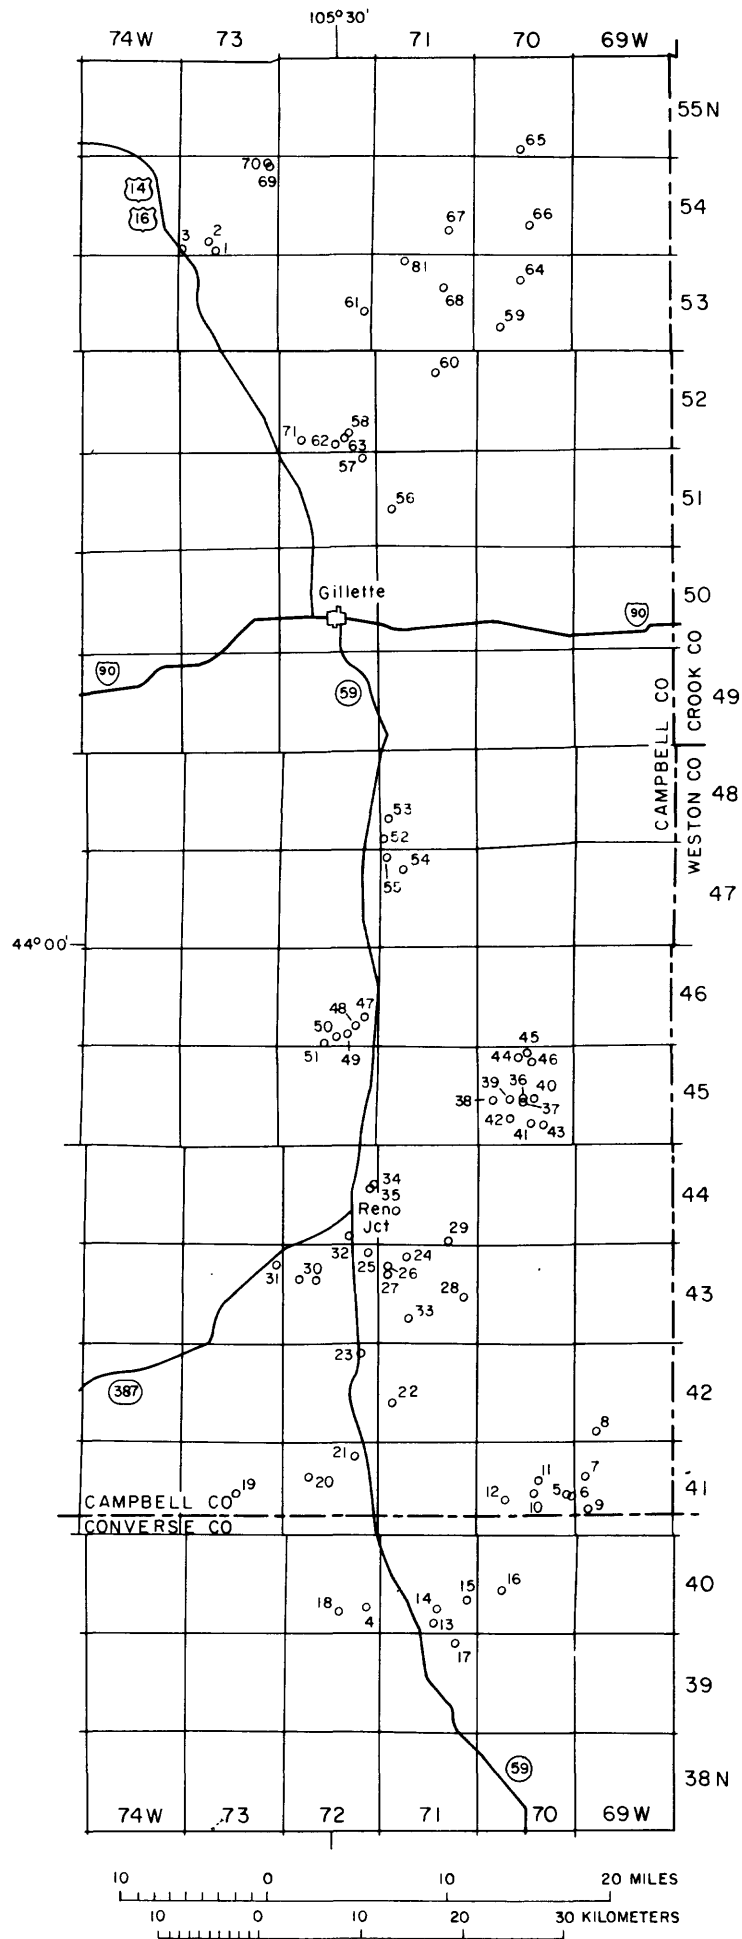 105° 30'
74W 73 71 70 69W
55N
65
14
70
69
54
16
67 66
3 2 1
81 64
53
61 68 59
60
52
58
71 62 63
57
51
56
50
Gillette
90
90
59
49
CAMPBELL CO
CROOK CO
WESTON CO
48
53
52
54
55
47
44° 00'
46
48 47
50
51 49
45
44 46
39 36 40
45
38 37
42 41 43
34
35
44
Reno
Jct
29
32 25 24
31 30 26
27
28
43
33
23
387
22
42
8
21
11 7
19 20
12 5 6
41
CAMPBELL CO
10 9
CONVERSE CO
16
15
40
18 14
4 13
17
39
59
38N
74W 73 72 71 70 69W
10 0 10 20 MILES
10 0 10 20 30 KILOMETERS